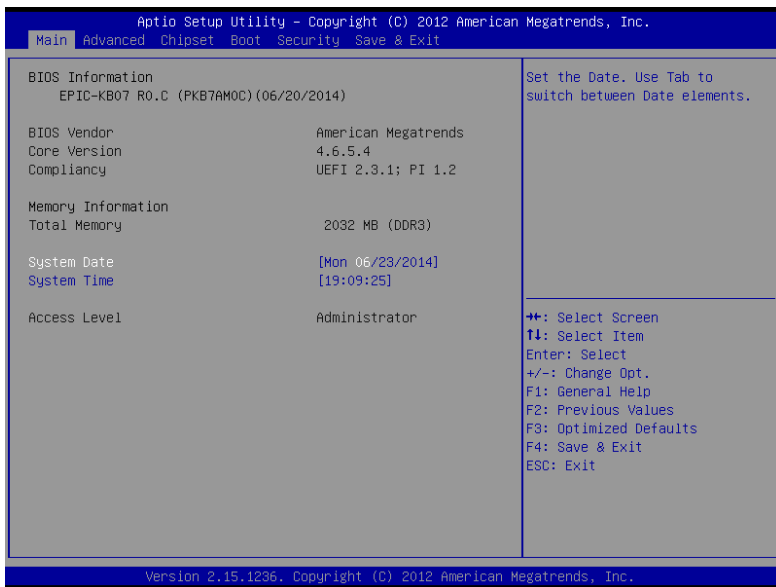 Aptio Setup Utility – Copyright (C) 2012 American Megatrends, Inc.
Main Advanced Chipset Boot Security Save & Exit
BIOS Information
EPIC-KB07 R0.C (PKB7AM0C)(06/20/2014)
BIOS Vendor American Megatrends
Core Version 4.6.5.4
Compliancy UEFI 2.3.1; PI 1.2
Memory Information
Total Memory 2032 MB (DDR3)
System Date [Mon 06/23/2014]
System Time [19:09:25]
Access Level Administrator
Set the Date. Use Tab to
switch between Date elements.
→←: Select Screen
↑↓: Select Item
Enter: Select
+/-: Change Opt.
F1: General Help
F2: Previous Values
F3: Optimized Defaults
F4: Save & Exit
ESC: Exit
Version 2.15.1236. Copyright (C) 2012 American Megatrends, Inc.